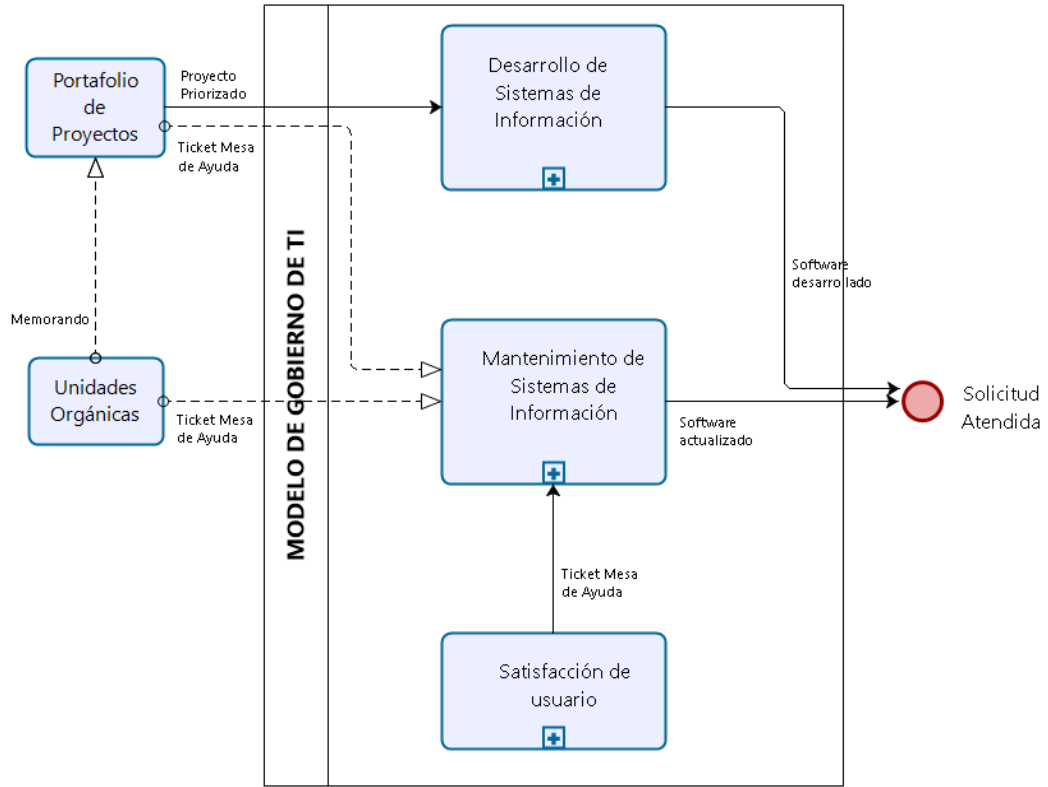 Portafolio
de
Proyectos
Proyecto
Priorizado
Ticket Mesa
de Ayuda
Desarrollo de
Sistemas de
Información
MODELO DE GOBIERNO DE TI
Software
desarrollado
Memorando
Unidades
Orgánicas
Ticket Mesa
de Ayuda
Mantenimiento de
Sistemas de
Información
Software
actualizado
Solicitud
Atendida
Ticket Mesa
de Ayuda
Satisfacción de
usuario